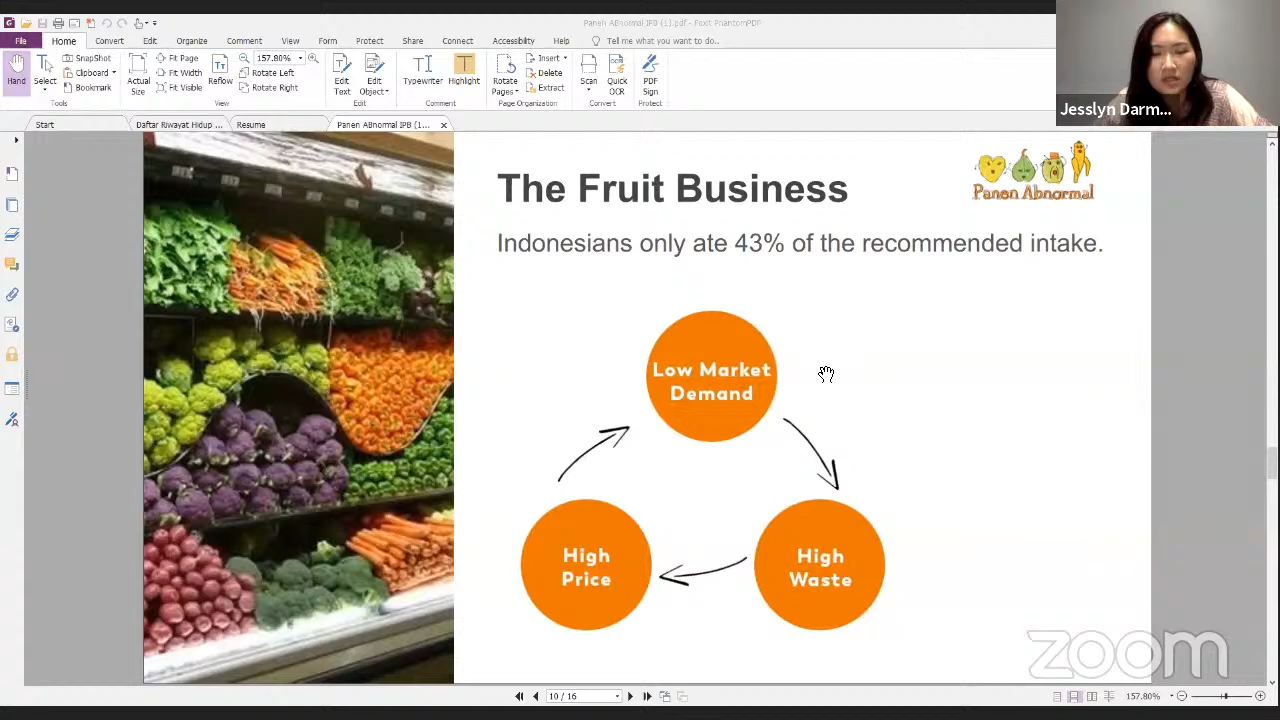 Panen ABnormal IPB (1).pdf - Foxit PhantomPDF
File Home Convert Edit Organize Comment View Form Protect Share Connect Accessibility Help Tell me what you want to do..
Hand
Select
SnapShot
Clipboard
Bookmark
Tools
Actual
Size
Fit Page
Fit Width
Fit Visible
Reflow
157.80%
Rotate Left
Rotate Right
View
Edit
Text
Edit
Object
Edit
Typewriter
Highlight
Comment
Rotate
Pages
Insert
Delete
Extract
Page Organization
Scan
Quick
OCR
Convert
PDF
Sign
Protect
Jesslyn Darm...
Start
Daftar Riwayat Hidup ...
Resume
Panen ABnormal IPB (1...
The Fruit Business
Panen Abnormal
Indonesians only ate 43% of the recommended intake.
Low Market
Demand
High
Price
High
Waste
zoom
10 / 16
157.80%